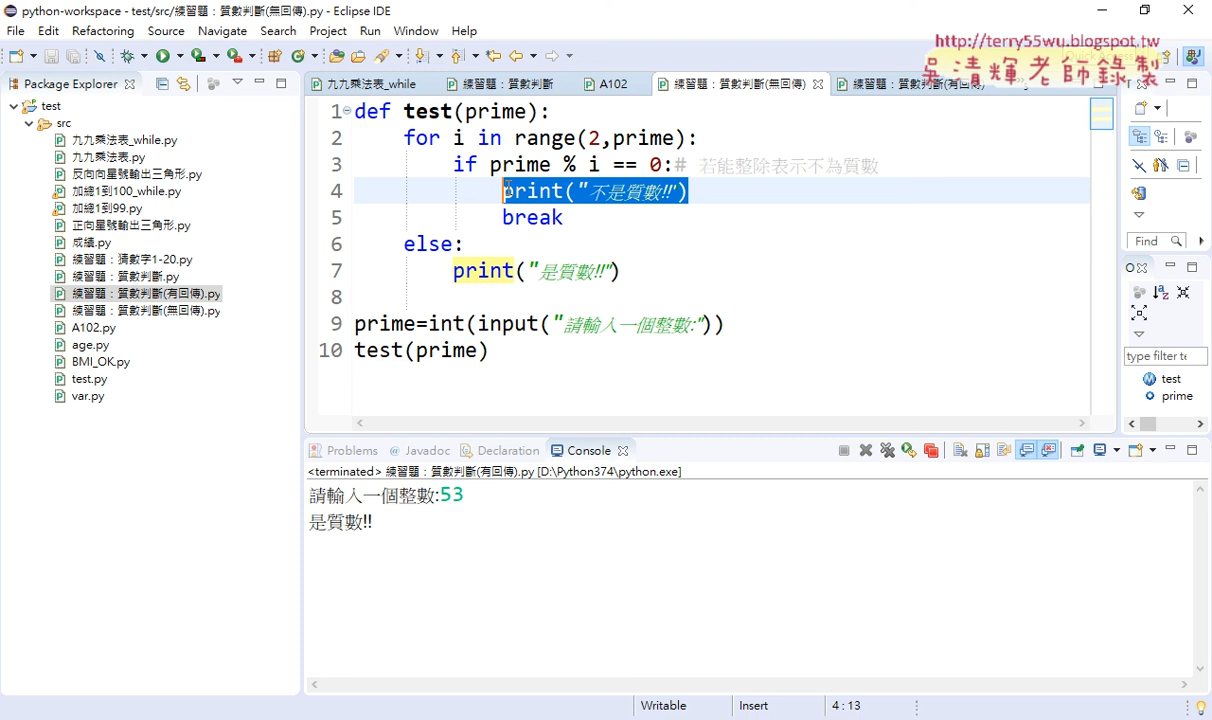 python-workspace - test/src/練習題：質數判斷(無回傳).py - Eclipse IDE
File Edit Refactoring Source Navigate Search Project Run Window Help
http://terry55wu.blogspot.tw
吳清輝老師錄製
Package Explorer
九九乘法表_while
練習題：質數判斷
A102
練習題：質數判斷(無回傳)
練習題：質數判斷(有回傳)
test
src
九九乘法表_while.py
九九乘法表.py
反向向星號輸出三角形.py
加總1到100_while.py
加總1到99.py
正向星號輸出三角形.py
成績.py
練習題：猜數字1-20.py
練習題：質數判斷.py
練習題：質數判斷(有回傳).py
練習題：質數判斷(無回傳).py
A102.py
age.py
BMI_OK.py
test.py
var.py
1 def test(prime):
2 for i in range(2,prime):
3 if prime % i == 0:# 若能整除表示不為質數
4 print("不是質數!!")
5 break
6 else:
7 print("是質數!!")
8
9 prime=int(input("請輸入一個整數:"))
10 test(prime)
Find
type filter te
test
prime
Problems
Javadoc
Declaration
Console
<terminated> 練習題：質數判斷(有回傳).py [D:\Python374\python.exe]
請輸入一個整數:53
是質數!!
Writable
Insert
4 : 13